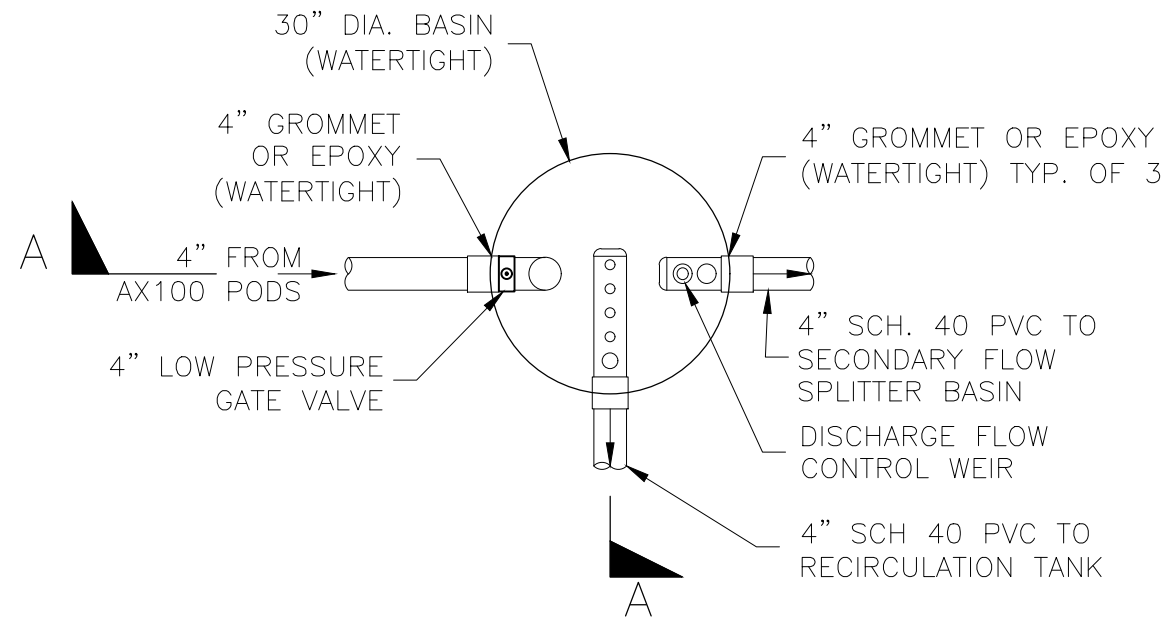 30” DIA. BASIN
(WATERTIGHT)
4” GROMMET
OR EPOXY
(WATERTIGHT)
4” GROMMET OR EPOXY
(WATERTIGHT) TYP. OF 3
A
4” FROM
AX100 PODS
4” LOW PRESSURE
GATE VALVE
4” SCH. 40 PVC TO
SECONDARY FLOW
SPLITTER BASIN
DISCHARGE FLOW
CONTROL WEIR
4” SCH 40 PVC TO
RECIRCULATION TANK
A